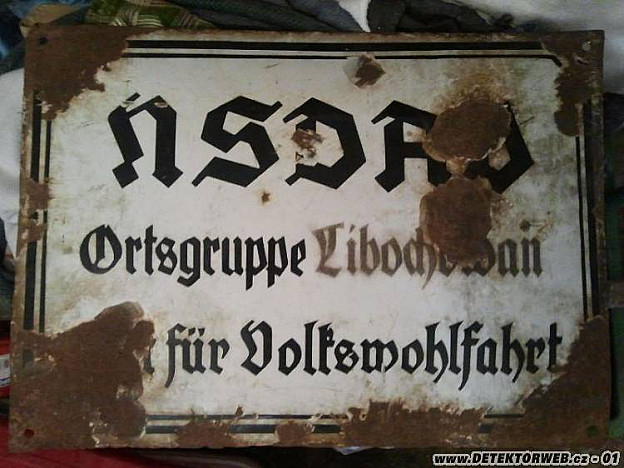 NSDAP
Ortsgruppe Libochowan
für Volkswohlfahrt
www.DETEKTORWEB.cz - 01